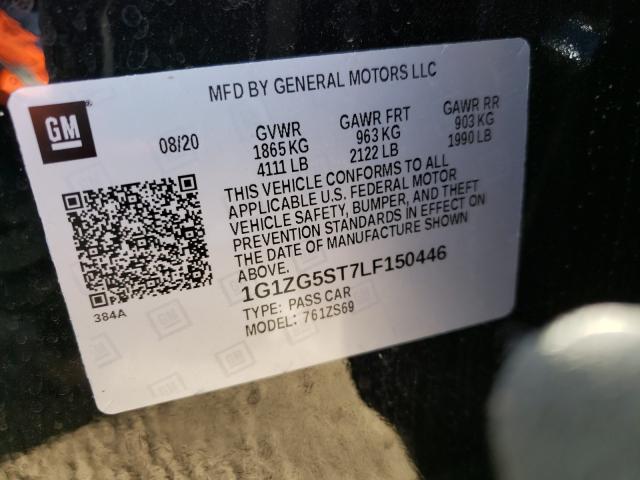 MFD BY GENERAL MOTORS LLC
GM
08/20
GVWR
1865 KG
4111 LB
GAWR FRT
963 KG
2122 LB
GAWR RR
903 KG
1990 LB
THIS VEHICLE CONFORMS TO ALL
APPLICABLE U.S. FEDERAL MOTOR
VEHICLE SAFETY, BUMPER, AND THEFT
PREVENTION STANDARDS IN EFFECT ON
THE DATE OF MANUFACTURE SHOWN
ABOVE.
1G1ZG5ST7LF150446
TYPE: PASS CAR
MODEL: 761ZS69
384A